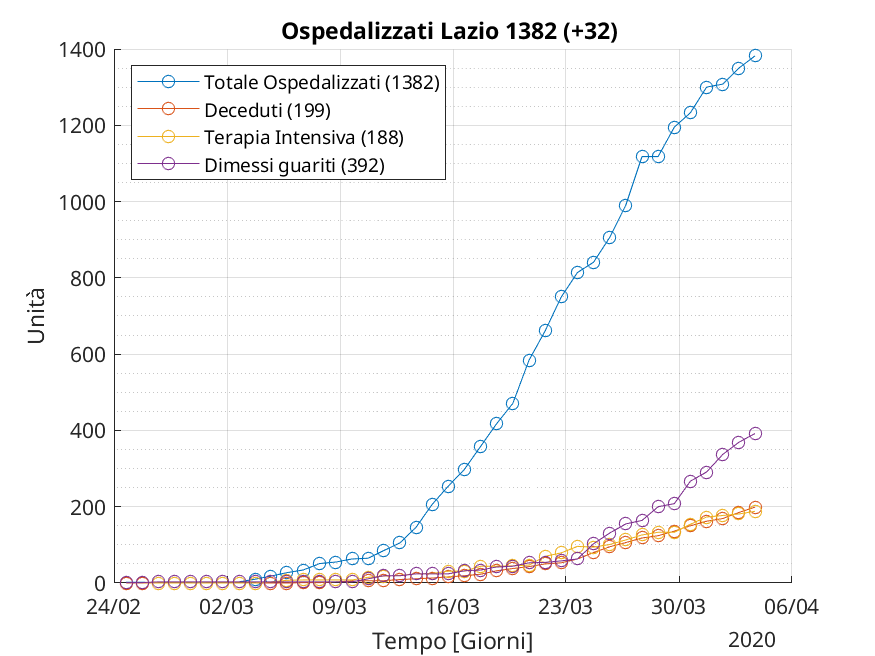 Ospedalizzati Lazio 1382 (+32)
Totale Ospedalizzati (1382)
Deceduti (199)
Terapia Intensiva (188)
Dimessi guariti (392)
Unità
1400
1200
1000
800
600
400
200
0
24/02 02/03 09/03 16/03 23/03 30/03 06/04
Tempo [Giorni]
2020